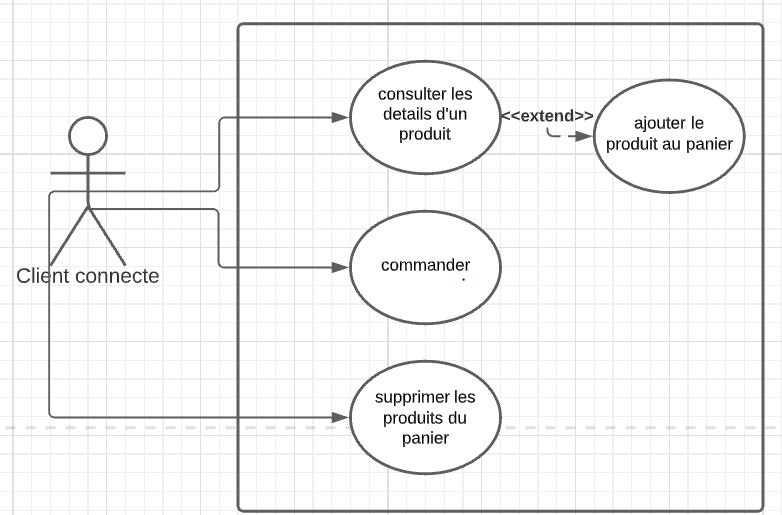 consulter les
details d'un
produit
<<extend>>
ajouter le
produit au panier
Client connecte
commander
supprimer les
produits du
panier